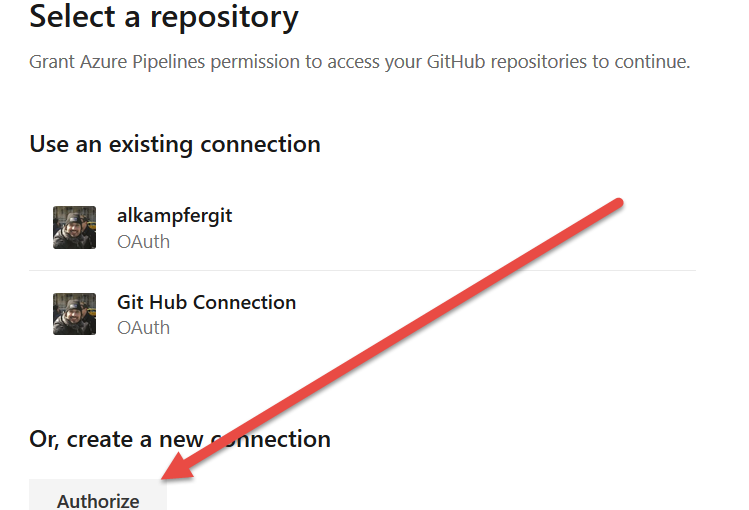 Select a repository
Grant Azure Pipelines permission to access your GitHub repositories to continue.
Use an existing connection
alkampfergit
OAuth
Git Hub Connection
OAuth
Or, create a new connection
Authorize